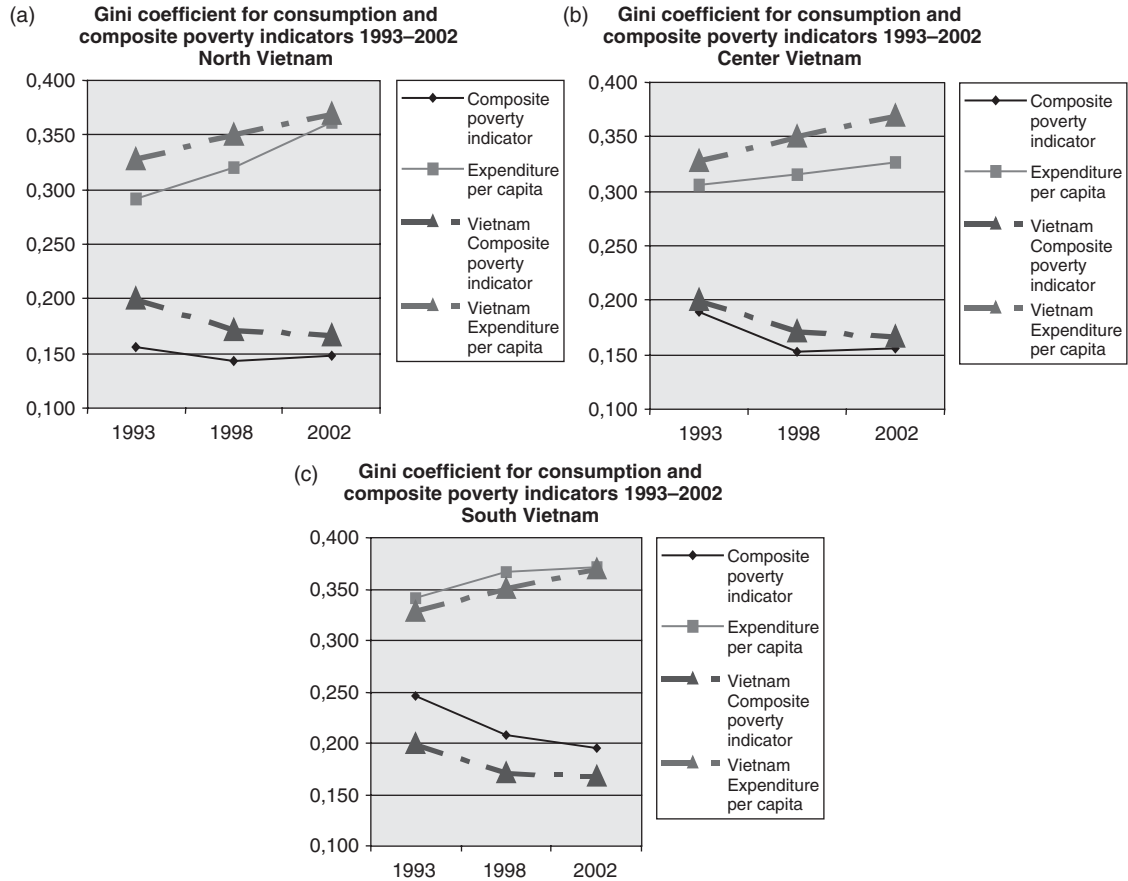 (a)
Gini coefficient for consumption and
composite poverty indicators 1993–2002
North Vietnam
0,400
0,350
0,300
0,250
0,200
0,150
0,100
1993
1998
2002
Composite
poverty
indicator
Expenditure
per capita
Vietnam
Composite
poverty
indicator
Vietnam
Expenditure
per capita
(b)
Gini coefficient for consumption and
composite poverty indicators 1993–2002
Center Vietnam
0,400
0,350
0,300
0,250
0,200
0,150
0,100
1993
1998
2002
Composite
poverty
indicator
Expenditure
per capita
Vietnam
Composite
poverty
indicator
Vietnam
Expenditure
per capita
(c)
Gini coefficient for consumption and
composite poverty indicators 1993–2002
South Vietnam
0,400
0,350
0,300
0,250
0,200
0,150
0,100
1993
1998
2002
Composite
poverty
indicator
Expenditure
per capita
Vietnam
Composite
poverty
indicator
Vietnam
Expenditure
per capita